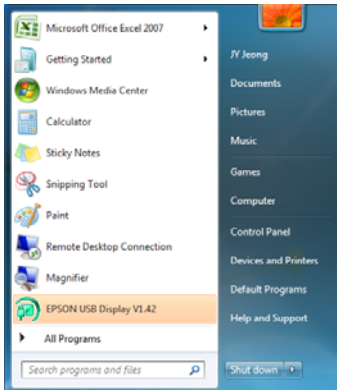 Microsoft Office Excel 2007
Getting Started
Windows Media Center
Calculator
Sticky Notes
Snipping Tool
Paint
Remote Desktop Connection
Magnifier
EPSON USB Display V1.42
All Programs
Search programs and files
JY Jeong
Documents
Pictures
Music
Games
Computer
Control Panel
Devices and Printers
Default Programs
Help and Support
Shut down